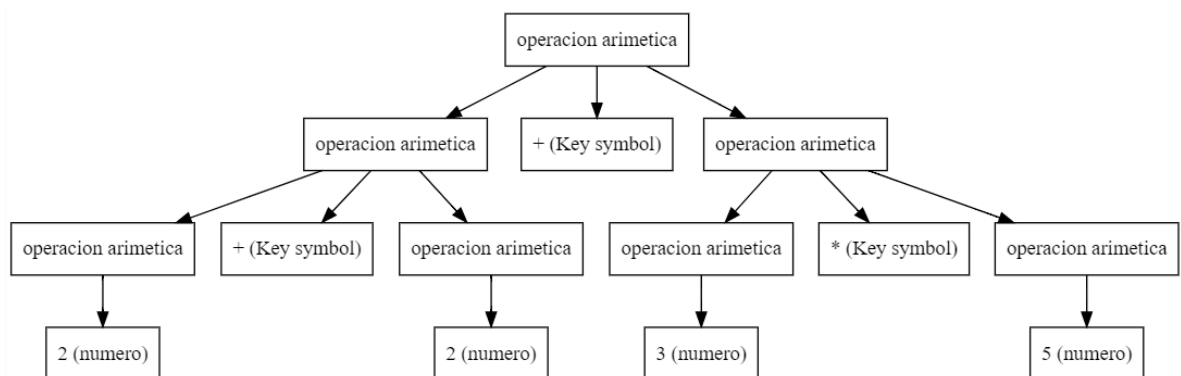 operacion arimetica
operacion arimetica
+ (Key symbol)
operacion arimetica
operacion arimetica
+ (Key symbol)
operacion arimetica
operacion arimetica
* (Key symbol)
operacion arimetica
2 (numero)
2 (numero)
3 (numero)
5 (numero)